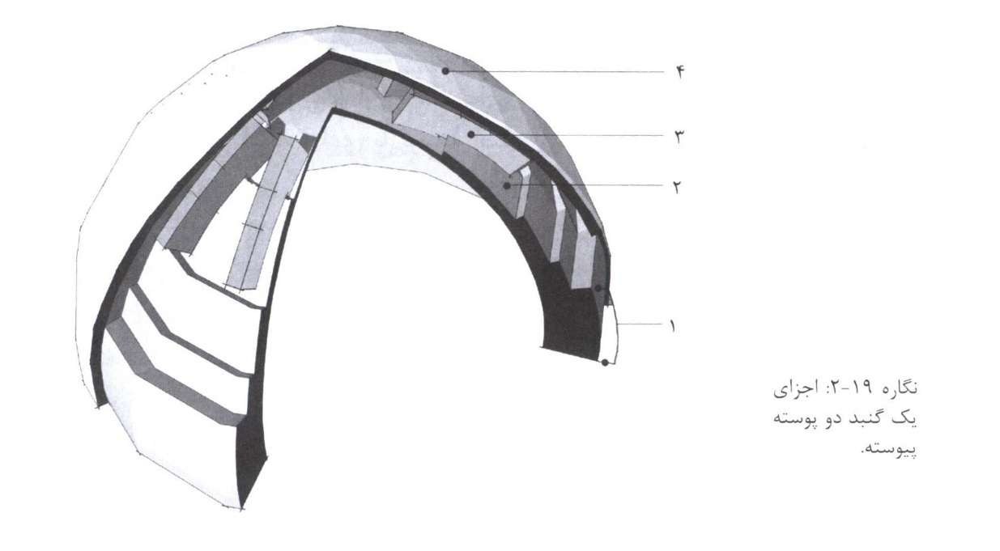 ۴
۳
۲
۱
نگاره ۱۹-۲: اجزای
یک گنبد دو پوسته
پیوسته.